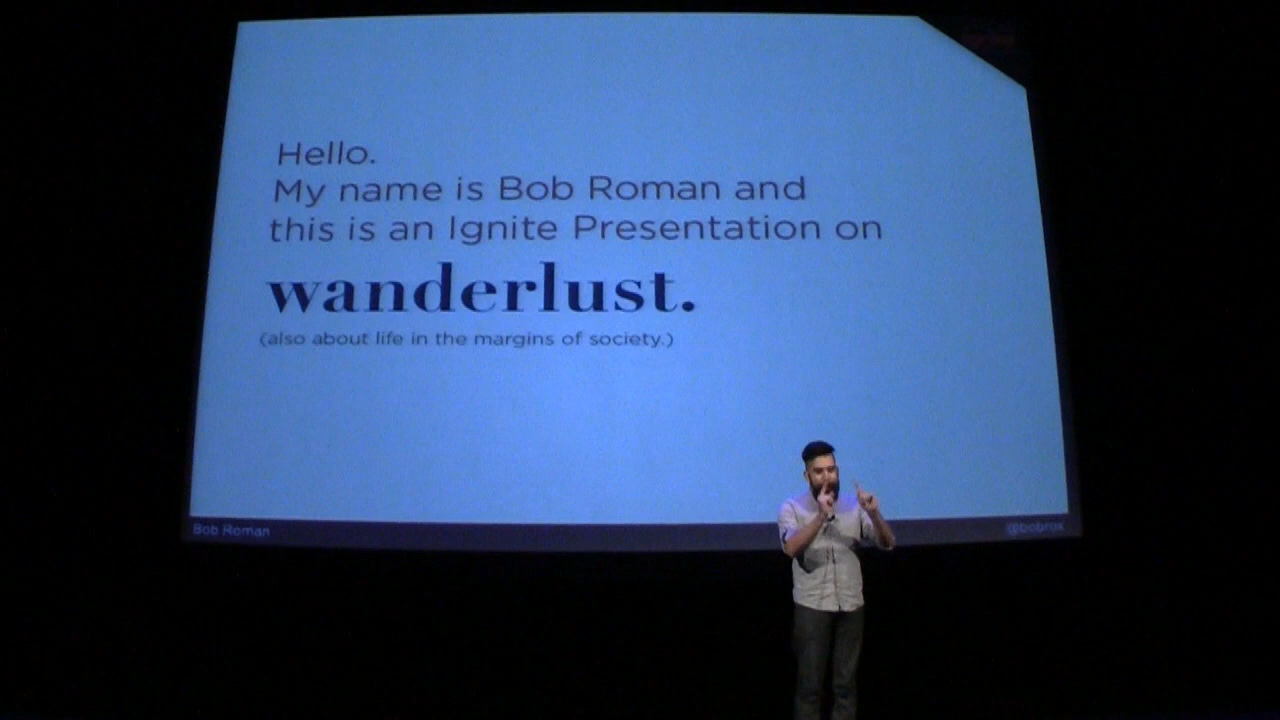 Hello.
My name is Bob Roman and
this is an Ignite Presentation on
wanderlust.
(also about life in the margins of society.)
Bob Roman
@bobrox